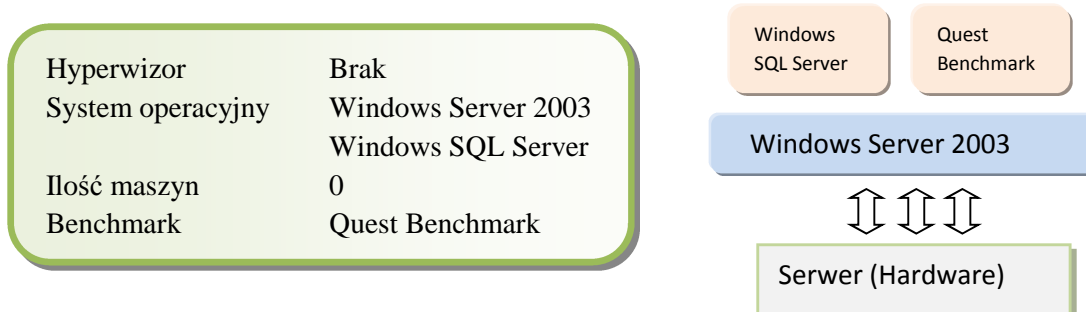 Hyperwizor Brak
System operacyjny Windows Server 2003
Windows SQL Server
Ilość maszyn 0
Benchmark Quest Benchmark
Windows
SQL Server
Quest
Benchmark
Windows Server 2003
Serwer (Hardware)